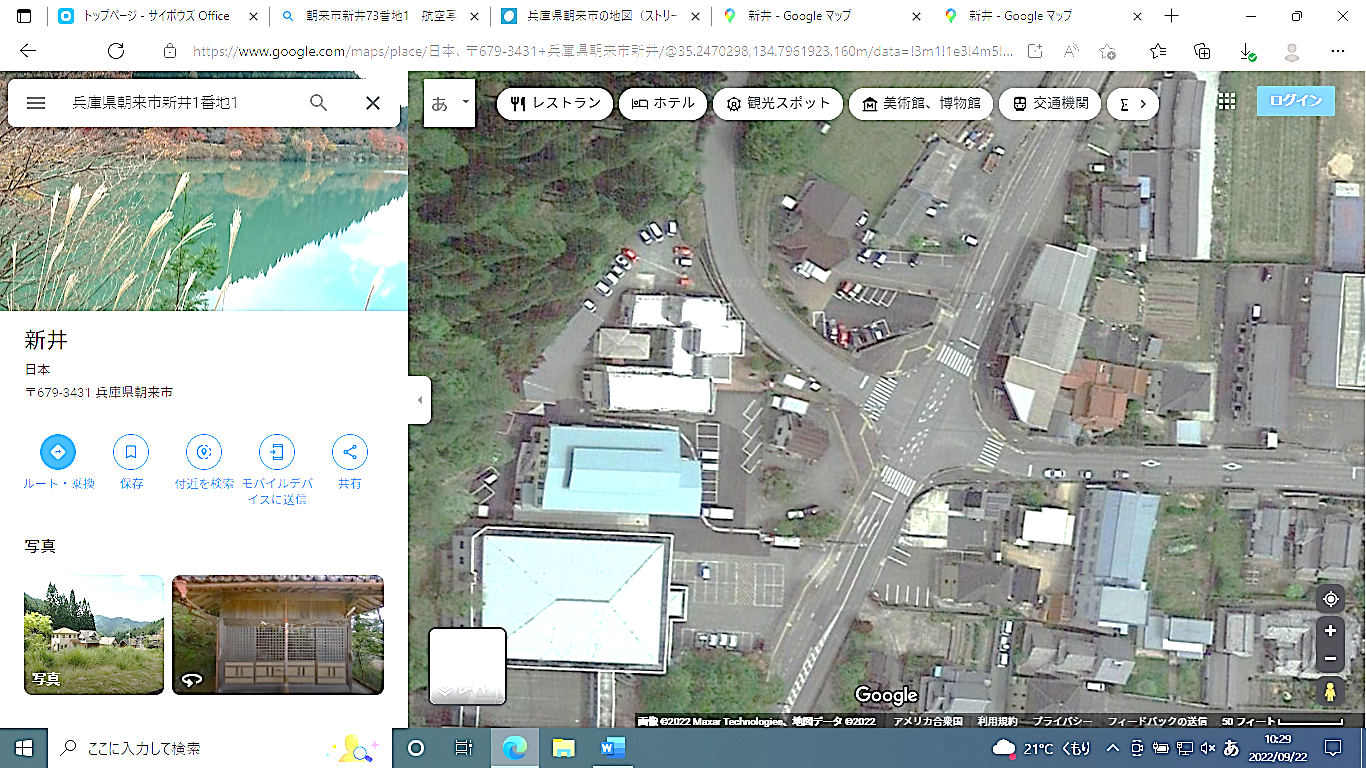 トップページ - サイボウズ Office
朝来市新井73番地1 航空写
兵庫県朝来市の地図（ストリー
新井 - Google マップ
新井 - Google マップ
https://www.google.com/maps/place/日本、〒679-3431+兵庫県朝来市新井/@35.2470298,134.7961923,160m/data=!3m1!1e3!4m5!...
兵庫県朝来市新井1番地1
あ
レストラン
ホテル
観光スポット
美術館、博物館
交通機関
ログイン
新井
日本
〒679-3431 兵庫県朝来市
ルート・乗換
保存
付近を検索
モバイルデバイスに送信
共有
写真
写真
Google
画像 ©2022 Maxar Technologies、地図データ ©2022 アメリカ合衆国 利用規約 プライバシー フィードバックの送信 50 フィート
ここに入力して検索
21°C くもり
あ
10:29
2022/09/22